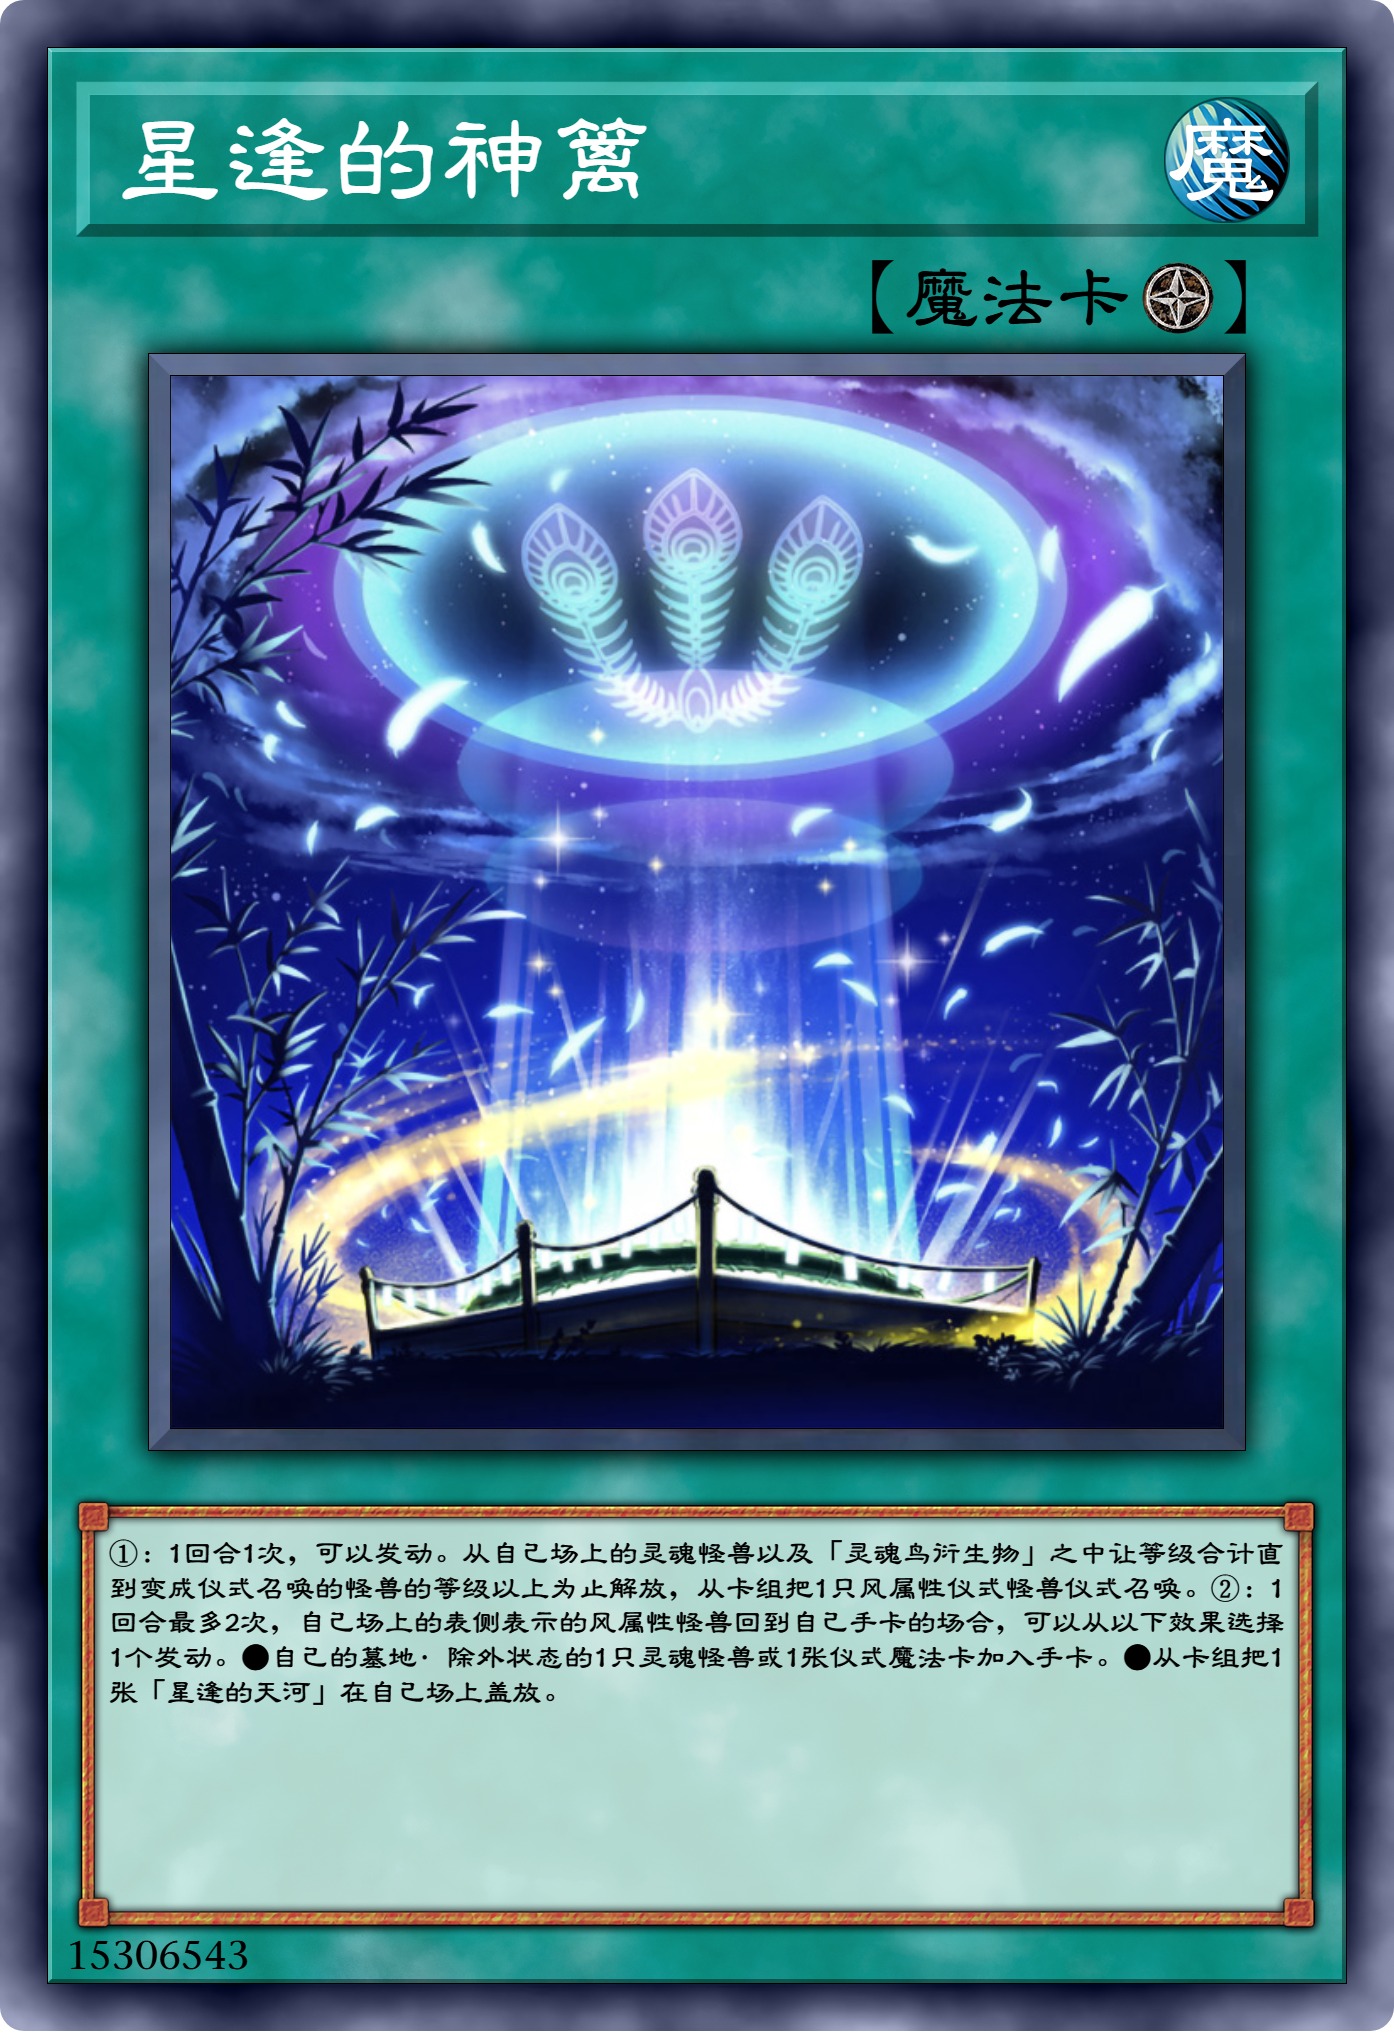 星逢的神篱
魔
【魔法卡】
①：1回合1次，可以发动。从自己场上的灵魂怪兽以及「灵魂鸟衍生物」之中让等级合计直
到变成仪式召唤的怪兽的等级以上为止解放，从卡组把1只风属性仪式怪兽仪式召唤。②：1
回合最多2次，自己场上的表侧表示的风属性怪兽回到自己手卡的场合，可以从以下效果选择
1个发动。●自己的墓地·除外状态的1只灵魂怪兽或1张仪式魔法卡加入手卡。●从卡组把1
张「星逢的天河」在自己场上盖放。
15306543